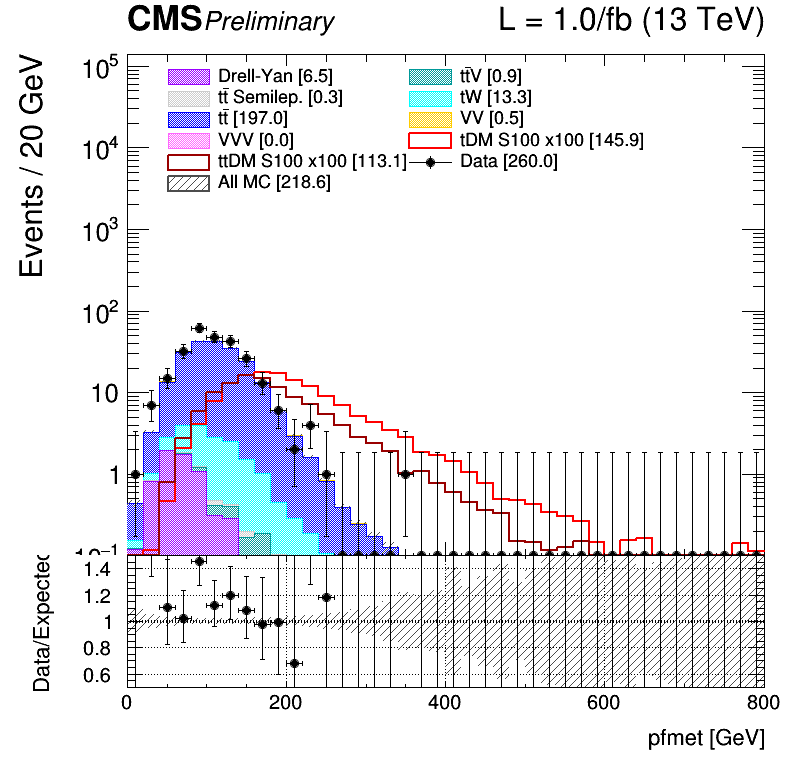 CMS Preliminary L = 1.0/fb (13 TeV)
Events / 20 GeV
10⁵
10⁴
10³
10²
10
1
10⁻¹
Drell-Yan [6.5]
tt̄V [0.9]
tt̄ Semilep. [0.3]
tW [13.3]
tt̄ [197.0]
VV [0.5]
VVV [0.0]
tDM S100 x100 [145.9]
ttDM S100 x100 [113.1]
Data [260.0]
All MC [218.6]
Data/Expected
1.4
1.2
1
0.8
0.6
0 200 400 600 800
pfmet [GeV]